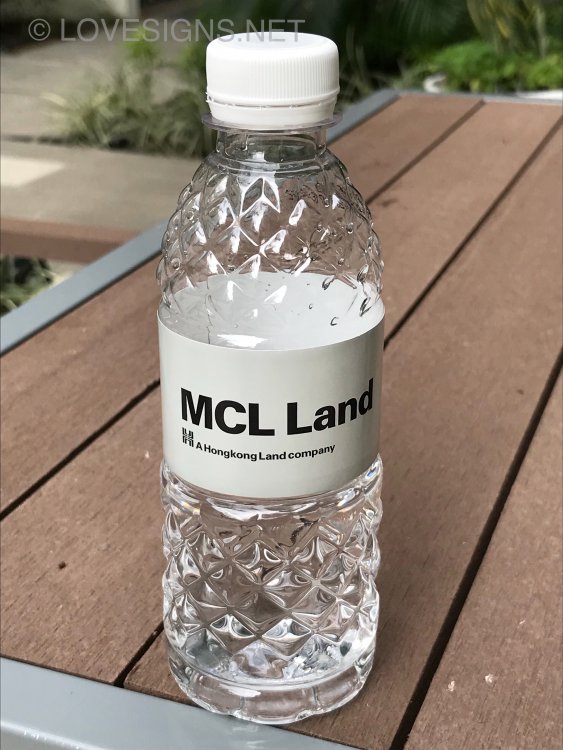 © LOVESIGNS.NET
MCL Land
A Hongkong Land company